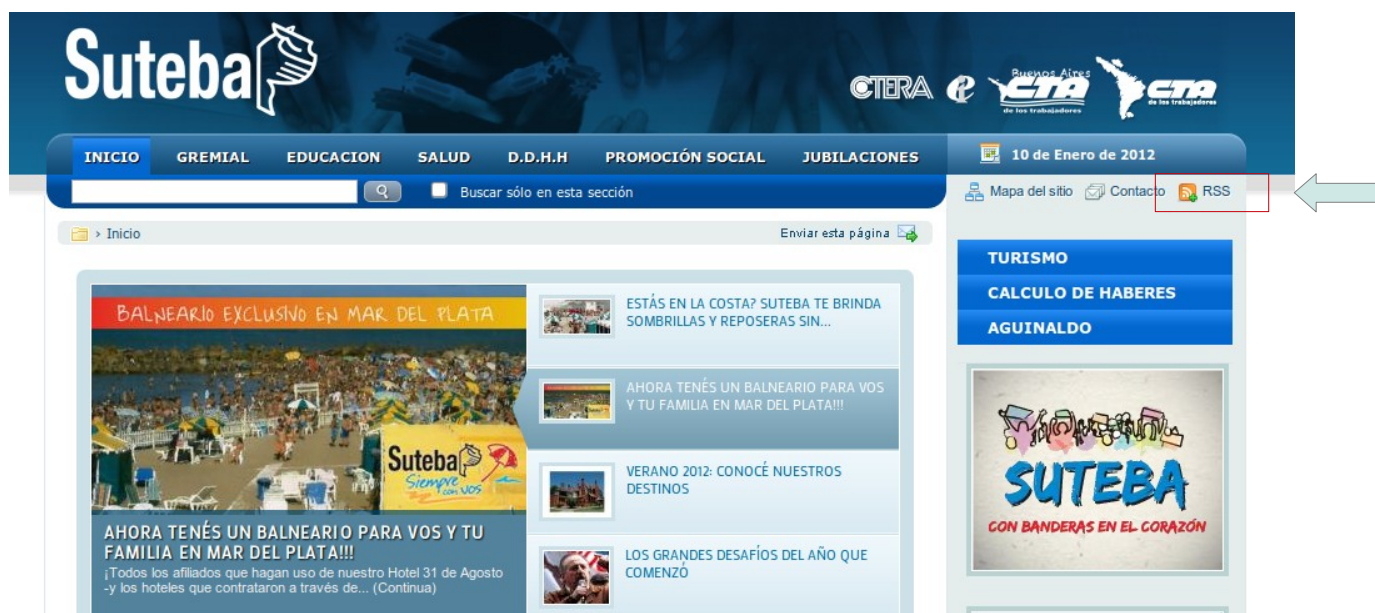 Suteba
CTERA
Buenos Aires
CTA
de los trabajadores
CTA
de los trabajadores
INICIO GREMIAL EDUCACION SALUD D.D.H.H PROMOCIÓN SOCIAL JUBILACIONES
10 de Enero de 2012
Buscar sólo en esta sección
Mapa del sitio Contacto RSS
› Inicio
Enviar esta página
TURISMO
CALCULO DE HABERES
AGUINALDO
BALNEARIO EXCLUSIVO EN MAR DEL PLATA
Suteba
Siempre
con vos
AHORA TENÉS UN BALNEARIO PARA VOS Y TU
FAMILIA EN MAR DEL PLATA!!!
¡Todos los afiliados que hagan uso de nuestro Hotel 31 de Agosto
-y los hoteles que contrataron a través de... (Continua)
ESTÁS EN LA COSTA? SUTEBA TE BRINDA
SOMBRILLAS Y REPOSERAS SIN...
AHORA TENÉS UN BALNEARIO PARA VOS
Y TU FAMILIA EN MAR DEL PLATA!!!
VERANO 2012: CONOCÉ NUESTROS
DESTINOS
LOS GRANDES DESAFÍOS DEL AÑO QUE
COMENZÓ
SUTEBA
CON BANDERAS EN EL CORAZÓN